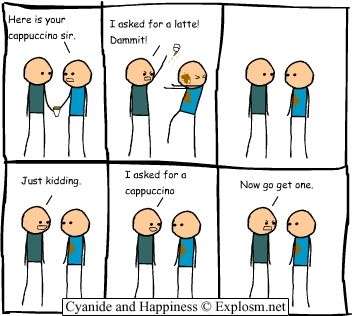 Here is your
cappuccino sir.
I asked for a latte!
Dammit!
Just kidding.
I asked for a
cappuccino
Now go get one.
Cyanide and Happiness © Explosm.net